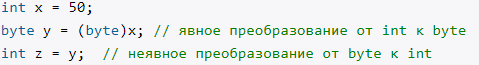 int x = 50;
byte y = (byte)x; // явное преобразование от int к byte
int z = y;  // неявное преобразование от byte к int